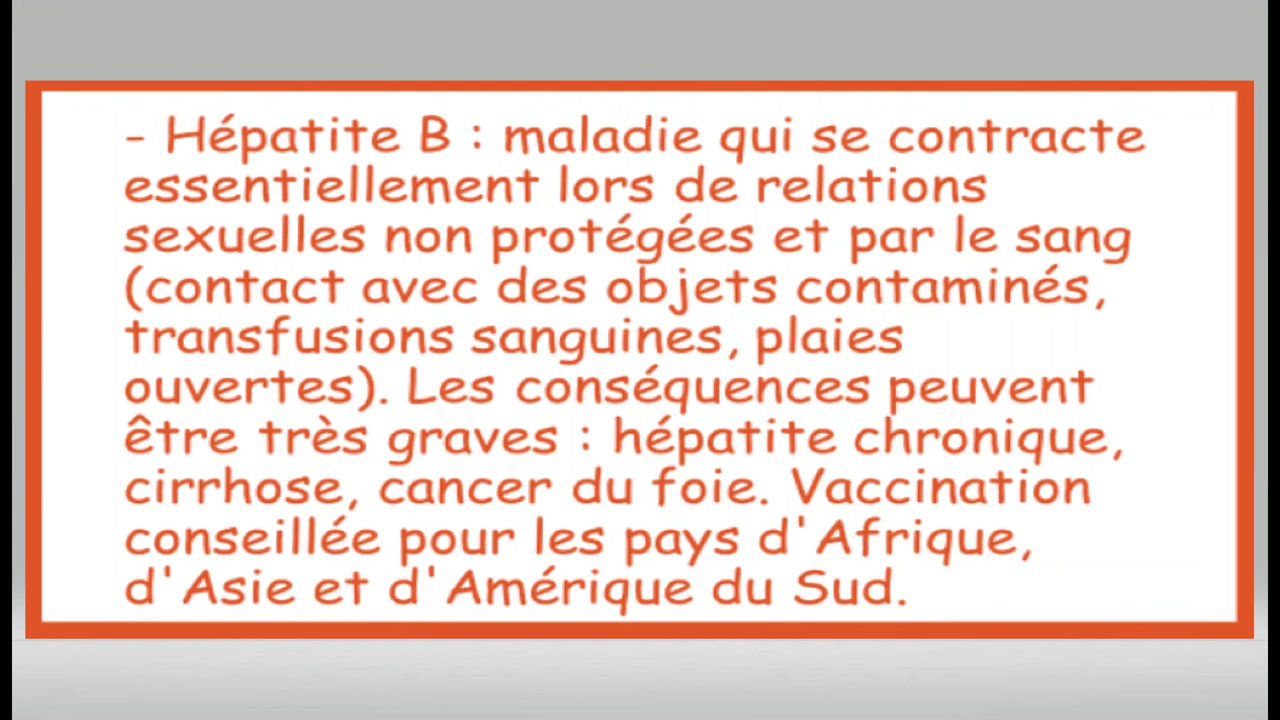 - Hépatite B : maladie qui se contracte
essentiellement lors de relations
sexuelles non protégées et par le sang
(contact avec des objets contaminés,
transfusions sanguines, plaies
ouvertes). Les conséquences peuvent
être très graves : hépatite chronique,
cirrhose, cancer du foie. Vaccination
conseillée pour les pays d'Afrique,
d'Asie et d'Amérique du Sud.